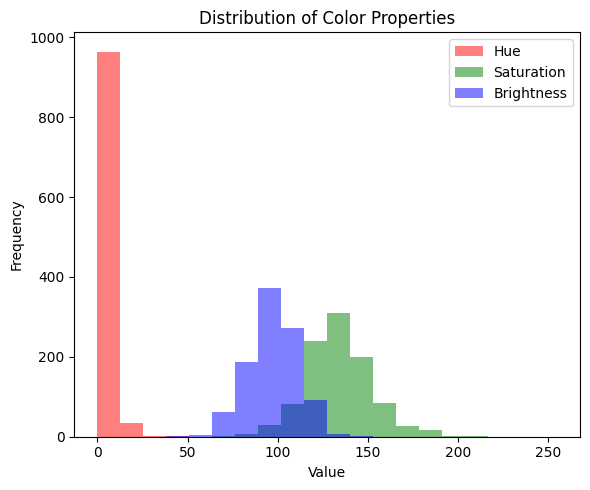 Distribution of Color Properties
Hue
Saturation
Brightness
1000
800
600
400
200
0
Frequency
0 50 100 150 200 250
Value